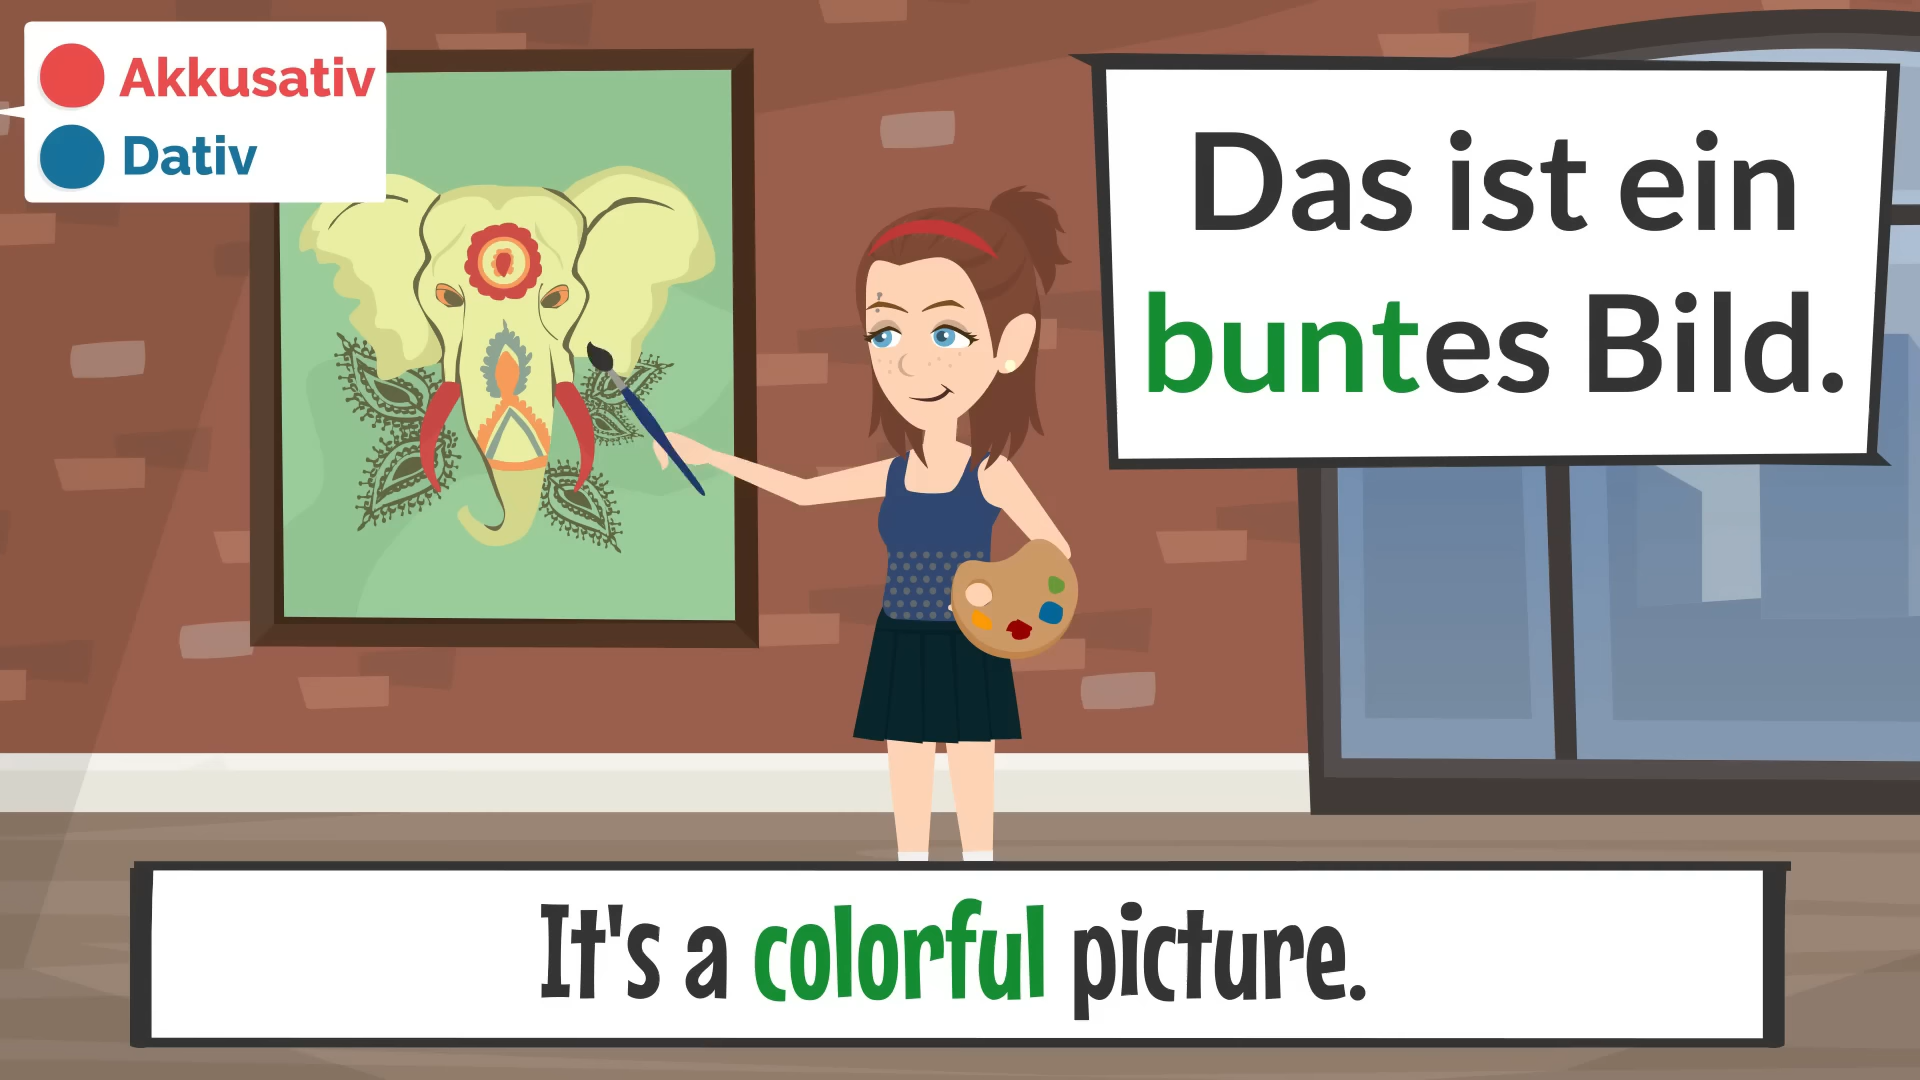 Akkusativ
Dativ
Das ist ein
buntes Bild.
It's a colorful picture.